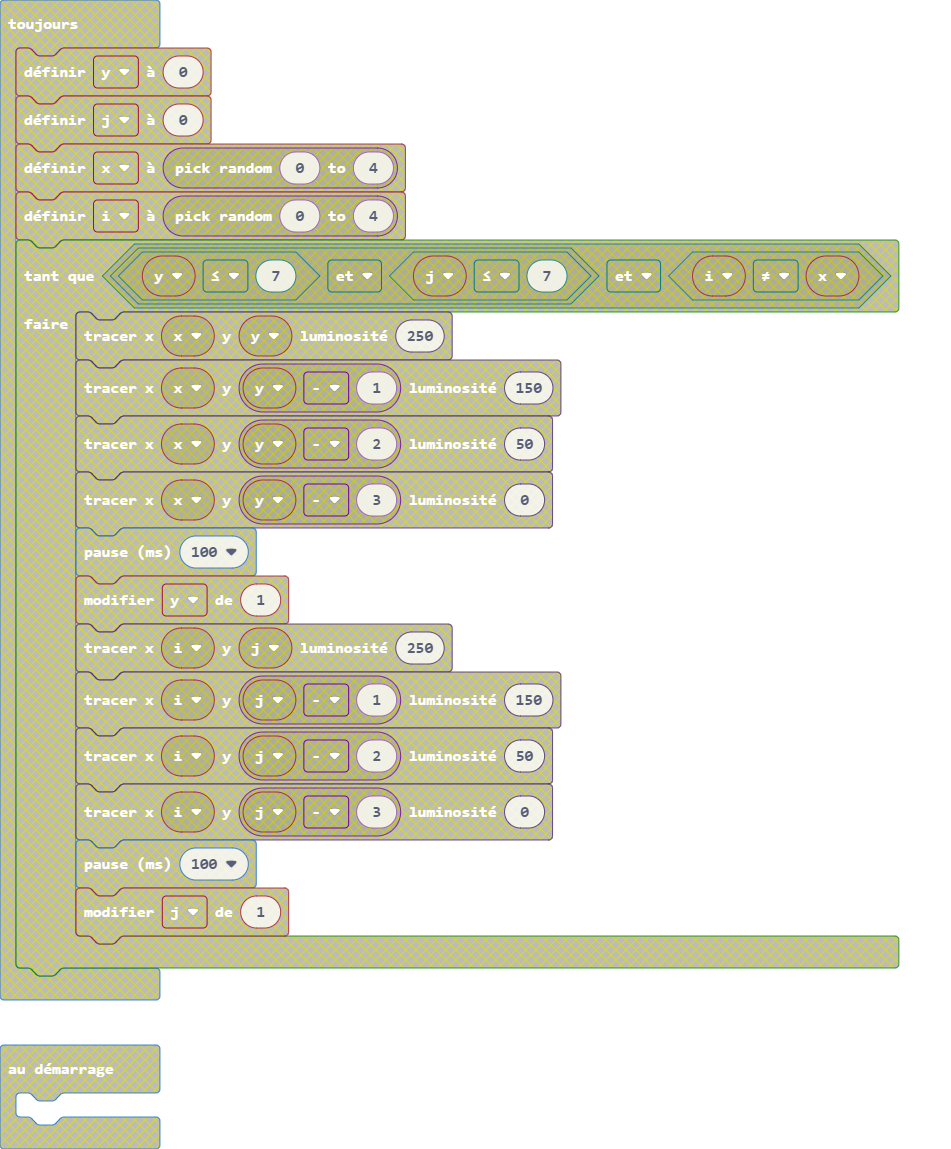 toujours
définir y à 0
définir j à 0
définir x à pick random 0 to 4
définir i à pick random 0 to 4
tant que y ≤ 7 et j ≤ 7 et i ≠ x
faire
tracer x x y y luminosité 250
tracer x x y y - 1 luminosité 150
tracer x x y y - 2 luminosité 50
tracer x x y y - 3 luminosité 0
pause (ms) 100
modifier y de 1
tracer x i y j luminosité 250
tracer x i y j - 1 luminosité 150
tracer x i y j - 2 luminosité 50
tracer x i y j - 3 luminosité 0
pause (ms) 100
modifier j de 1
au démarrage